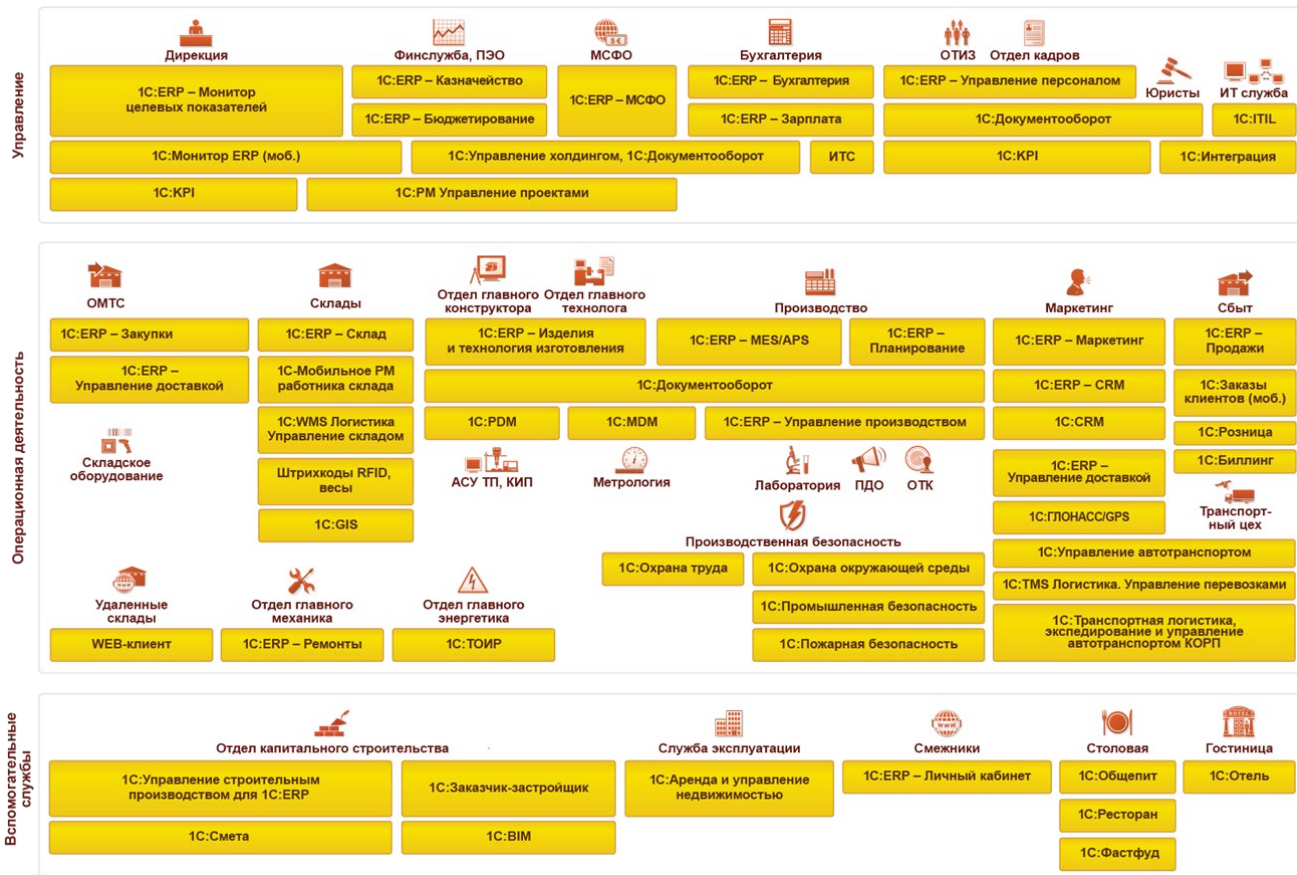 Управление
Дирекция
Финслужба, ПЭО
МСФО
Бухгалтерия
ОТИЗ
Отдел кадров
Юристы
ИТ служба
1С:ERP – Монитор
целевых показателей
1С:ERP – Казначейство
1С:ERP – Бюджетирование
1С:ERP – МСФО
1С:ERP – Бухгалтерия
1С:ERP – Зарплата
1С:ERP – Управление персоналом
1С:Документооборот
1С:ITIL
1С:Монитор ERP (моб.)
1С:Управление холдингом, 1С:Документооборот
ИТС
1С:KPI
1С:Интеграция
1С:KPI
1С:PM Управление проектами
Операционная деятельность
ОМТС
Склады
Отдел главного
конструктора
Отдел главного
технолога
Производство
Маркетинг
Сбыт
1С:ERP – Закупки
1С:ERP –
Управление доставкой
Складское
оборудование
1С:ERP – Склад
1С-Мобильное РМ
работника склада
1С:WMS Логистика
Управление складом
Штрихкоды RFID,
весы
1С:GIS
1С:ERP – Изделия
и технология изготовления
1С:ERP – MES/APS
1С:ERP –
Планирование
1С:Документооборот
1С:PDM
1С:MDM
1С:ERP – Управление производством
АСУ ТП, КИП
Метрология
Лаборатория
ПДО
ОТК
Производственная безопасность
1С:Охрана труда
1С:Охрана окружающей среды
1С:Промышленная безопасность
1С:Пожарная безопасность
1С:ERP – Маркетинг
1С:ERP – CRM
1С:CRM
1С:ERP –
Управление доставкой
1С:ГЛОНАСС/GPS
1С:ERP –
Продажи
1С:Заказы
клиентов (моб.)
1С:Розница
1С:Биллинг
Транспорт-
ный цех
1С:Управление автотранспортом
1С:TMS Логистика. Управление перевозками
1С:Транспортная логистика,
экспедирование и управление
автотранспортом КОРП
Удаленные
склады
Отдел главного
механика
Отдел главного
энергетика
WEB-клиент
1С:ERP – Ремонты
1С:ТОИР
Вспомогательные
службы
Отдел капитального строительства
Служба эксплуатации
Смежники
Столовая
Гостиница
1С:Управление строительным
производством для 1С:ERP
1С:Заказчик-застройщик
1С:Смета
1С:BIM
1С:Аренда и управление
недвижимостью
1С:ERP – Личный кабинет
1С:Общепит
1С:Ресторан
1С:Фастфуд
1С:Отель